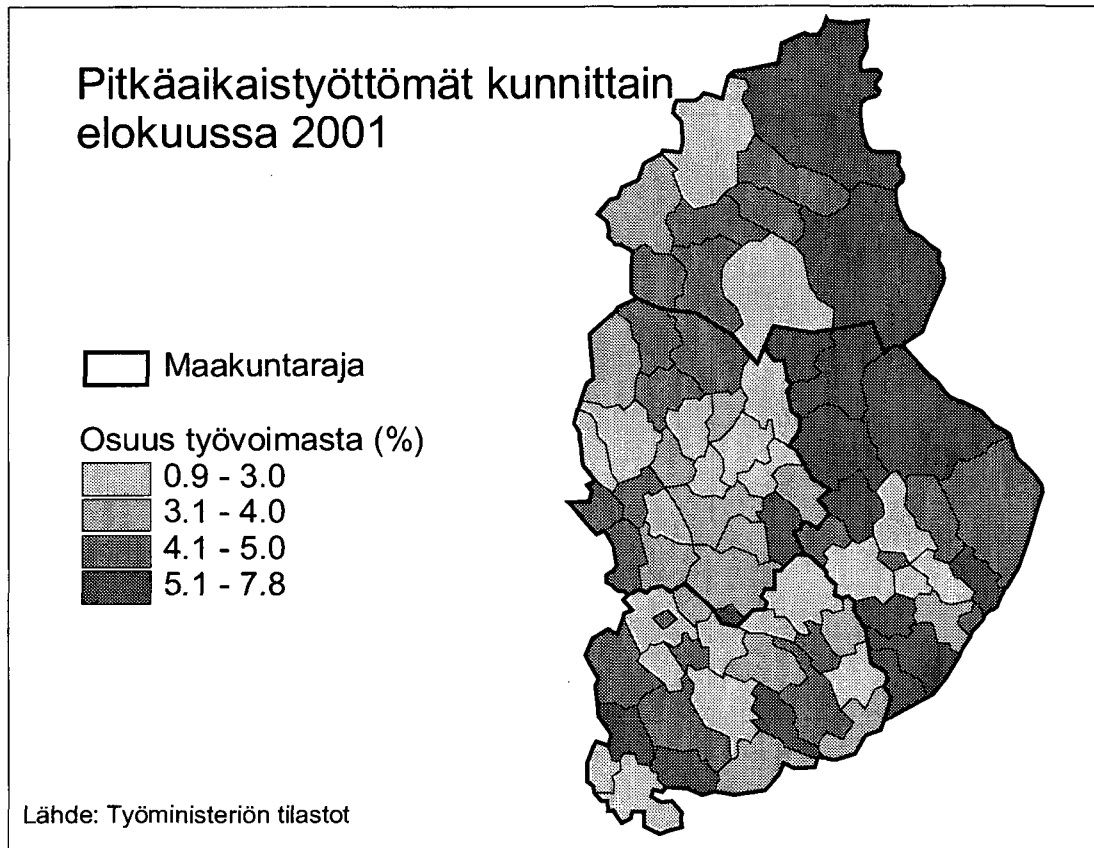 Pitkäaikaistyöttömät kunnittain
elokuussa 2001
Maakuntaraja
Osuus työvoimasta (%)
0.9 - 3.0
3.1 - 4.0
4.1 - 5.0
5.1 - 7.8
Lähde: Työministeriön tilastot